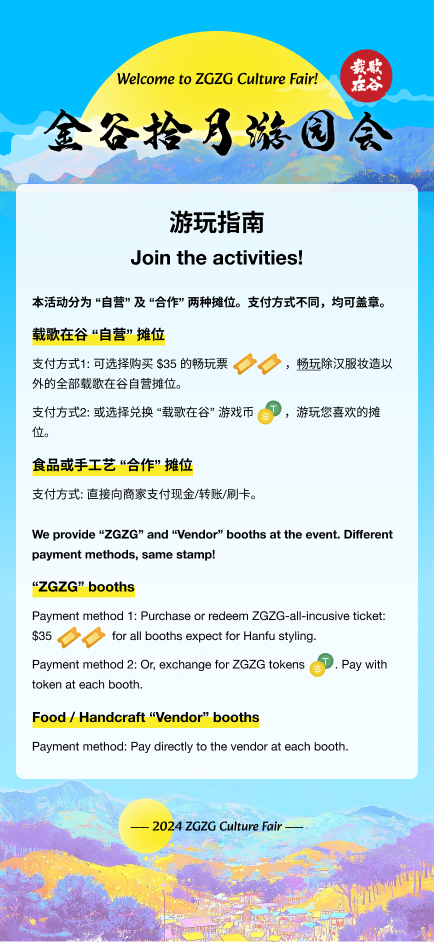 Welcome to ZGZG Culture Fair!
载歌
在谷
金谷拾月游园会
游玩指南
Join the activities!
本活动分为 “自营” 及 “合作” 两种摊位。支付方式不同，均可盖章。
载歌在谷 “自营” 摊位
支付方式1: 可选择购买 $35 的畅玩票 ，畅玩除汉服妆造以
外的全部载歌在谷自营摊位。
支付方式2: 或选择兑换 “载歌在谷” 游戏币 ，游玩您喜欢的摊
位。
食品或手工艺 “合作” 摊位
支付方式: 直接向商家支付现金/转账/刷卡。
We provide “ZGZG” and “Vendor” booths at the event. Different
payment methods, same stamp!
“ZGZG” booths
Payment method 1: Purchase or redeem ZGZG-all-incusive ticket:
$35 for all booths expect for Hanfu styling.
Payment method 2: Or, exchange for ZGZG tokens . Pay with
token at each booth.
Food / Handcraft “Vendor” booths
Payment method: Pay directly to the vendor at each booth.
— 2024 ZGZG Culture Fair —